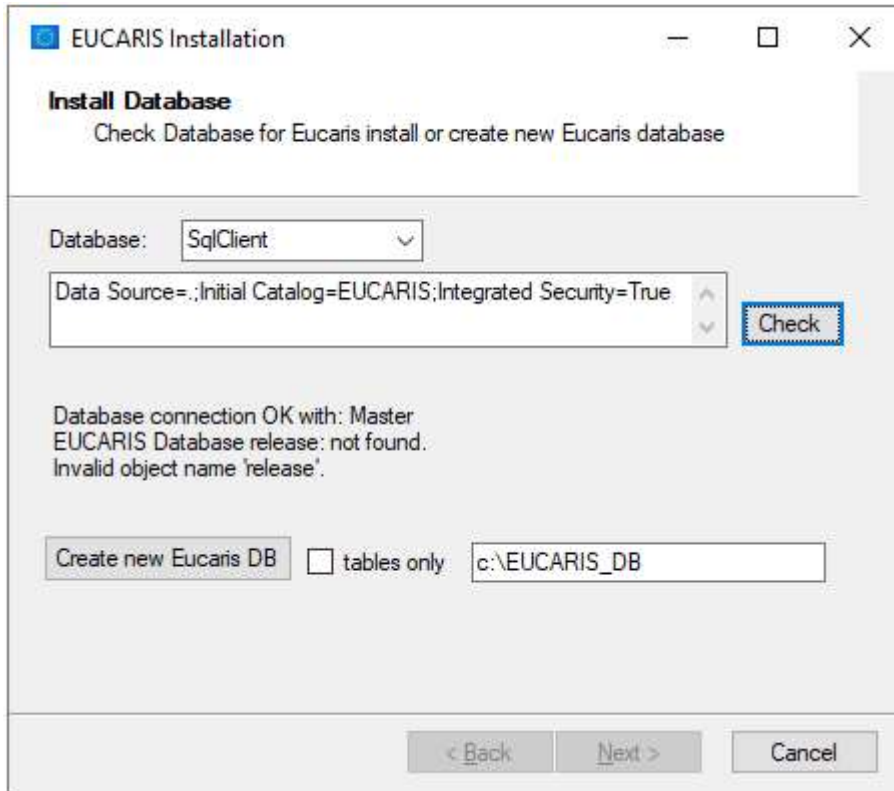 EUCARIS Installation
Install Database
Check Database for Eucaris install or create new Eucaris database
Database: SqlClient
Data Source=.;Initial Catalog=EUCARIS;Integrated Security=True
Check
Database connection OK with: Master
EUCARIS Database release: not found.
Invalid object name 'release'.
Create new Eucaris DB tables only c:\EUCARIS_DB
< Back Next > Cancel